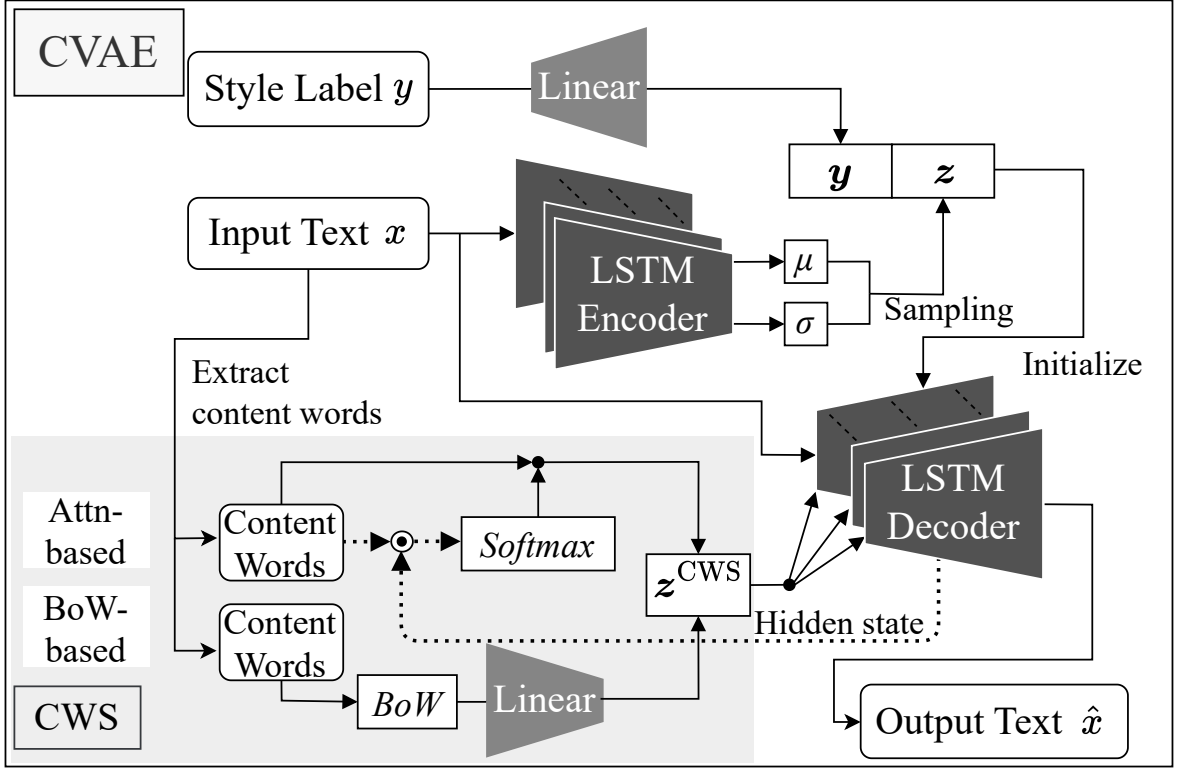 CVAE
Style Label y
Linear
y z
Input Text x
LSTM
Encoder
μ
σ
Sampling
Initialize
Extract
content words
LSTM
Decoder
Attn-
based
Content
Words
Softmax
z^CWS
BoW-
based
Content
Words
Hidden state
BoW
Linear
CWS
Output Text x̂